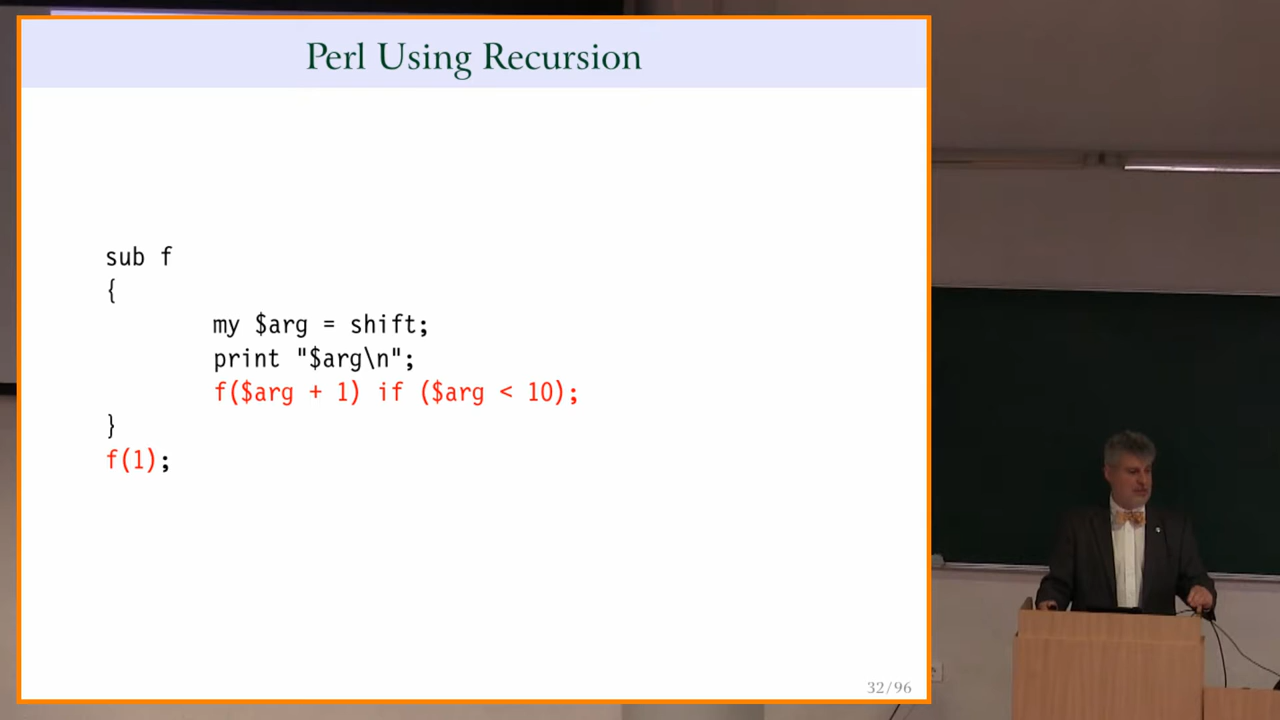 Perl Using Recursion
sub f
{
my $arg = shift;
print "$arg\n";
f($arg + 1) if ($arg < 10);
}
f(1);
32/96